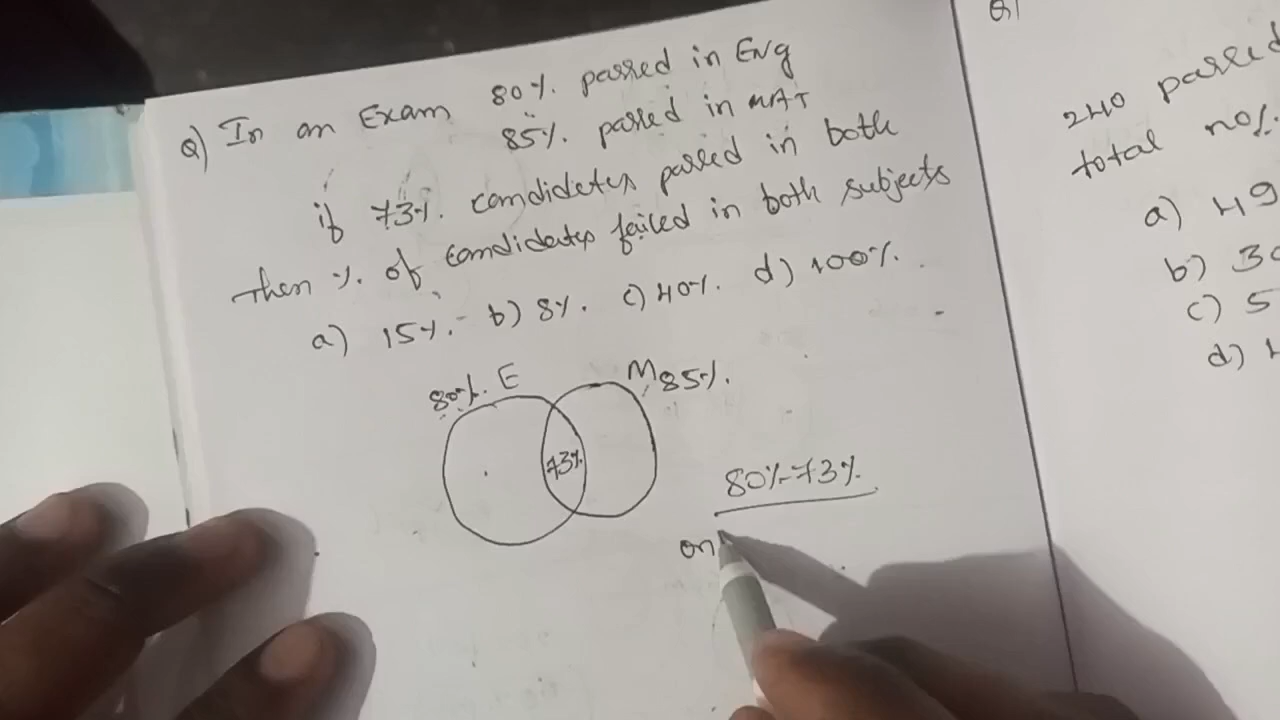 Q) In an Exam 80%. passed in Eng
85%. passed in MAT
if 73%. candidates passed in both
then %. of candidates failed in both subjects
a) 15%. b) 8%. c) 40%. d) 100%.
80%. E
M 85%.
73%
80%-73%
on
Q)
240 passed
total no%.
a) 49
b) 30
c) 5
d)